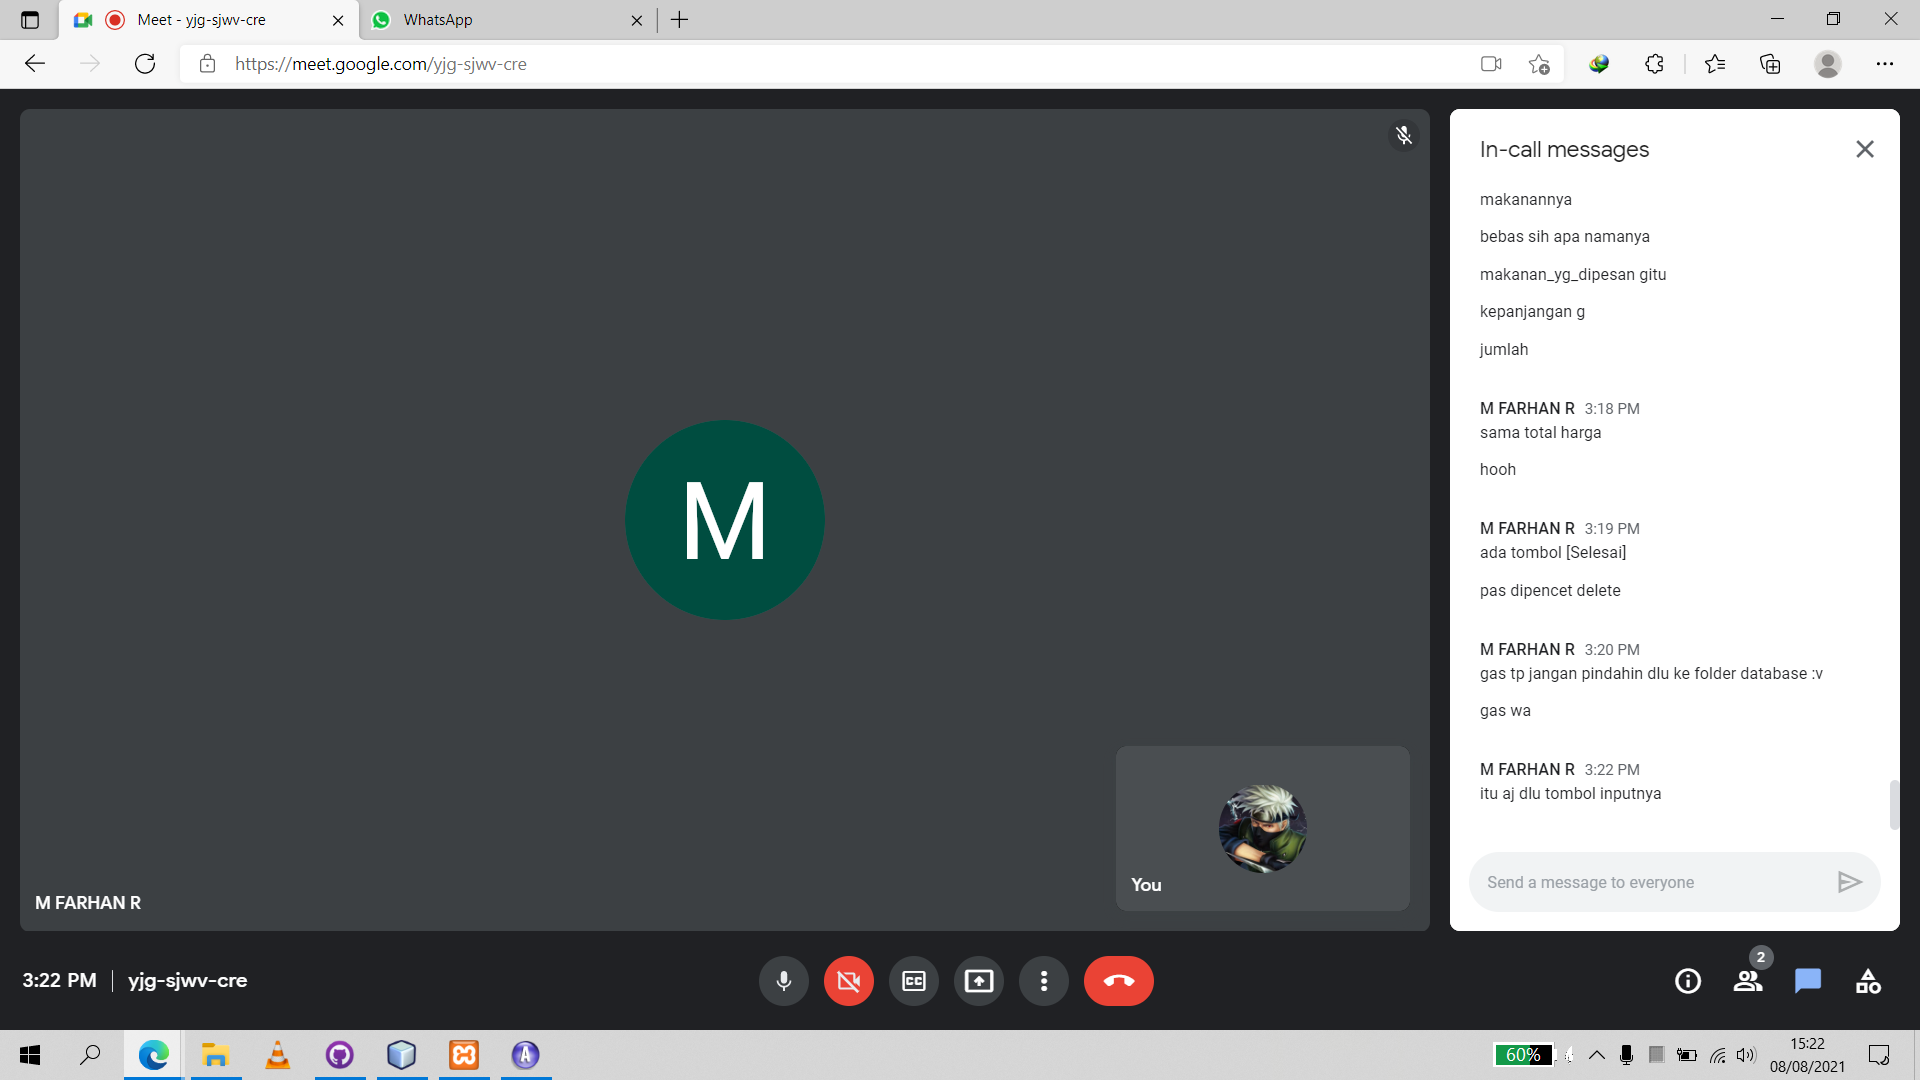 Meet - yjg-sjwv-cre
WhatsApp
https://meet.google.com/yjg-sjwv-cre
In-call messages
makanannya
bebas sih apa namanya
makanan_yg_dipesan gitu
kepanjangan g
jumlah
M FARHAN R 3:18 PM
sama total harga
hooh
M FARHAN R 3:19 PM
ada tombol [Selesai]
pas dipencet delete
M FARHAN R 3:20 PM
gas tp jangan pindahin dlu ke folder database :v
gas wa
M FARHAN R 3:22 PM
itu aj dlu tombol inputnya
Send a message to everyone
M
You
M FARHAN R
3:22 PM
yjg-sjwv-cre
CC
2
A
60%
15:22
08/08/2021